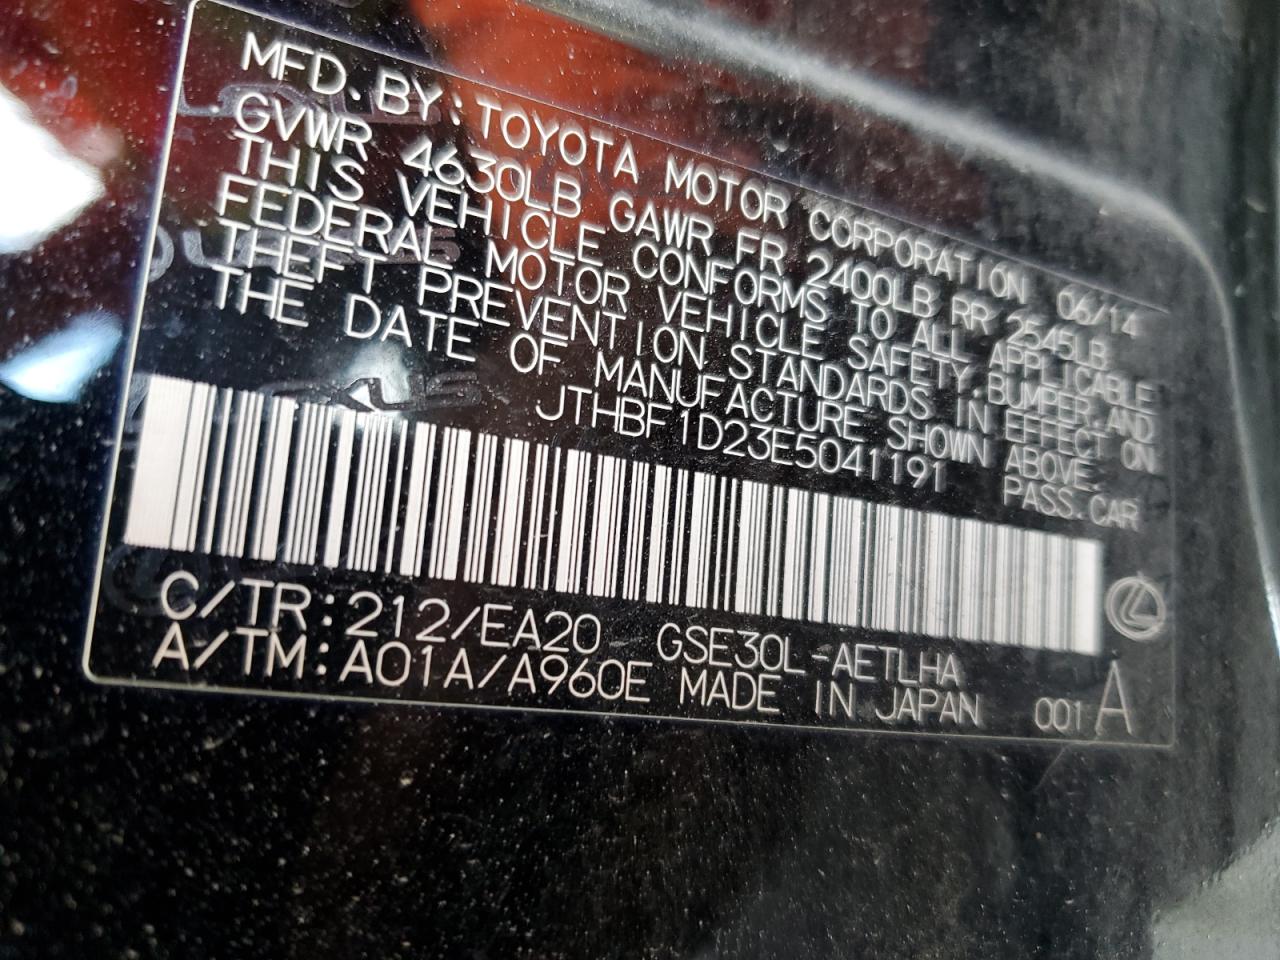 MFD. BY: TOYOTA MOTOR CORPORATION 06/14
GVWR 4630LB GAWR FR 2400LB RR 2545LB
THIS VEHICLE CONFORMS TO ALL APPLICABLE
FEDERAL MOTOR VEHICLE SAFETY, BUMPER, AND
THEFT PREVENTION STANDARDS IN EFFECT ON
THE DATE OF MANUFACTURE SHOWN ABOVE.
JTHBF1D23E5041191 PASS. CAR
C/TR: 212/EA20 GSE30L-AETLHA
A/TM: A01A/A960E MADE IN JAPAN 001 A